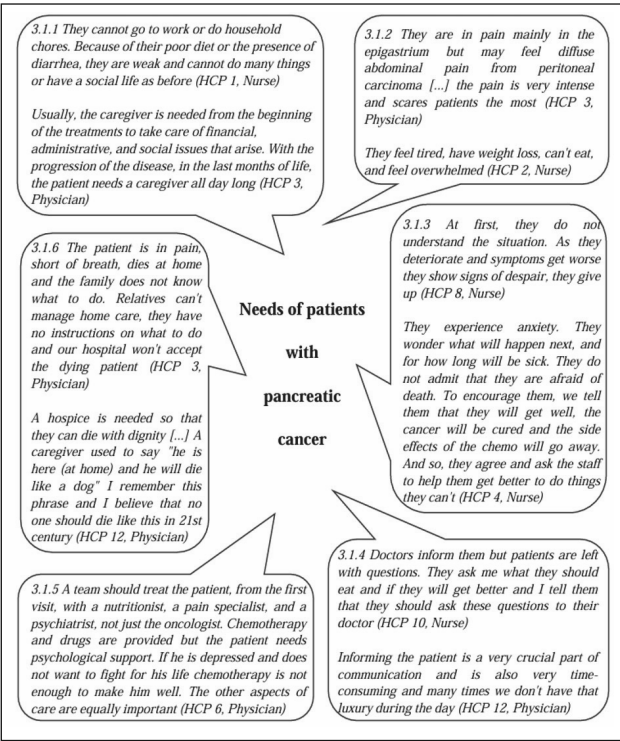 3.1.1 They cannot go to work or do household
chores. Because of their poor diet or the presence of
diarrhea, they are weak and cannot do many things
or have a social life as before (HCP 1, Nurse)
Usually, the caregiver is needed from the beginning
of the treatments to take care of financial,
administrative, and social issues that arise. With the
progression of the disease, in the last months of life,
the patient needs a caregiver all day long (HCP 3,
Physician)
3.1.2 They are in pain mainly in the
epigastrium but may feel diffuse
abdominal pain from peritoneal
carcinoma [...] the pain is very intense
and scares patients the most (HCP 3,
Physician)
They feel tired, have weight loss, can't eat,
and feel overwhelmed (HCP 2, Nurse)
3.1.6 The patient is in pain,
short of breath, dies at home
and the family does not know
what to do. Relatives can't
manage home care, they have
no instructions on what to do
and our hospital won't accept
the dying patient (HCP 3,
Physician)
A hospice is needed so that
they can die with dignity [...] A
caregiver used to say "he is
here (at home) and he will die
like a dog" I remember this
phrase and I believe that no
one should die like this in 21st
century (HCP 12, Physician)
Needs of patients
with
pancreatic
cancer
3.1.3 At first, they do not
understand the situation. As they
deteriorate and symptoms get worse
they show signs of despair, they give
up (HCP 8, Nurse)
They experience anxiety. They
wonder what will happen next, and
for how long will be sick. They do
not admit that they are afraid of
death. To encourage them, we tell
them that they will get well, the
cancer will be cured and the side
effects of the chemo will go away.
And so, they agree and ask the staff
to help them get better to do things
they can't (HCP 4, Nurse)
3.1.5 A team should treat the patient, from the first
visit, with a nutritionist, a pain specialist, and a
psychiatrist, not just the oncologist. Chemotherapy
and drugs are provided but the patient needs
psychological support. If he is depressed and does
not want to fight for his life chemotherapy is not
enough to make him well. The other aspects of
care are equally important (HCP 6, Physician)
3.1.4 Doctors inform them but patients are left
with questions. They ask me what they should
eat and if they will get better and I tell them
that they should ask these questions to their
doctor (HCP 10, Nurse)
Informing the patient is a very crucial part of
communication and is also very time-
consuming and many times we don't have that
luxury during the day (HCP 12, Physician)